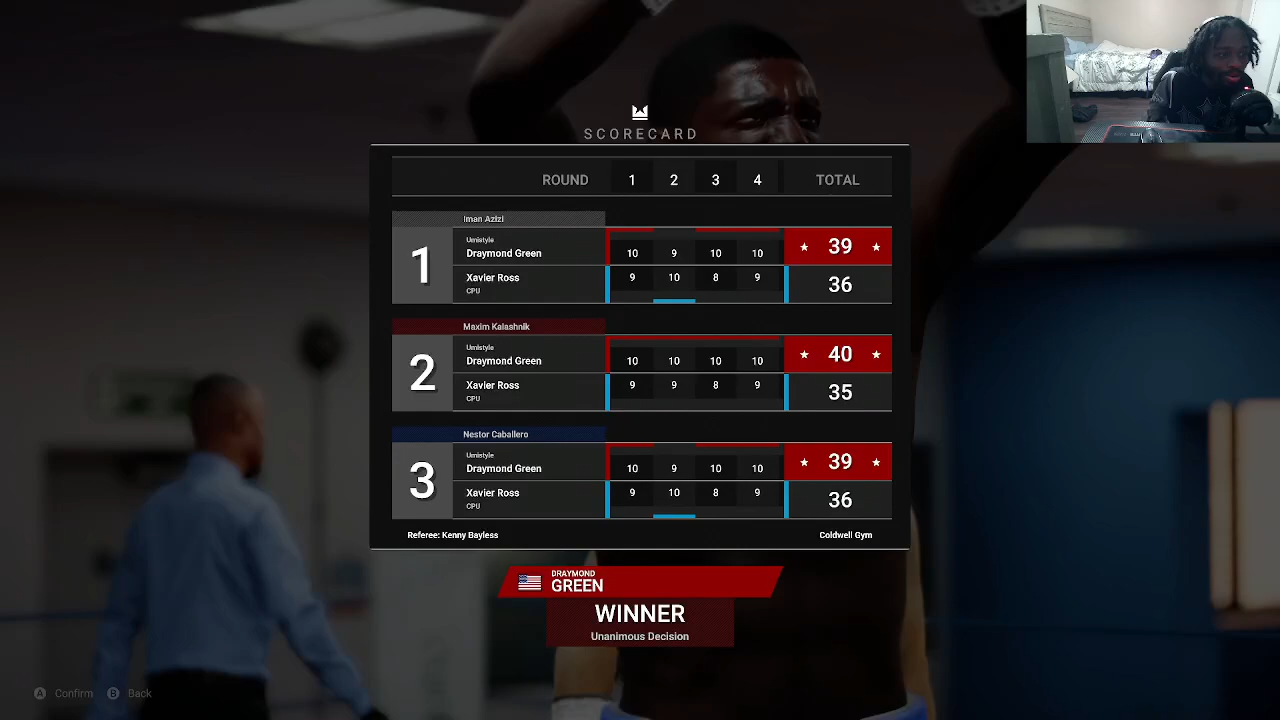 SCORECARD
ROUND 1 2 3 4 TOTAL
Iman Azizi
1
Umistyle
Draymond Green 10 9 10 10 39
Xavier Ross 9 10 8 9 36
CPU
Maxim Kalashnik
2
Umistyle
Draymond Green 10 10 10 10 40
Xavier Ross 9 9 8 9 35
CPU
Nestor Caballero
3
Umistyle
Draymond Green 10 9 10 10 39
Xavier Ross 9 10 8 9 36
CPU
Referee: Kenny Bayless Coldwell Gym
DRAYMOND
GREEN
WINNER
Unanimous Decision
A Confirm B Back